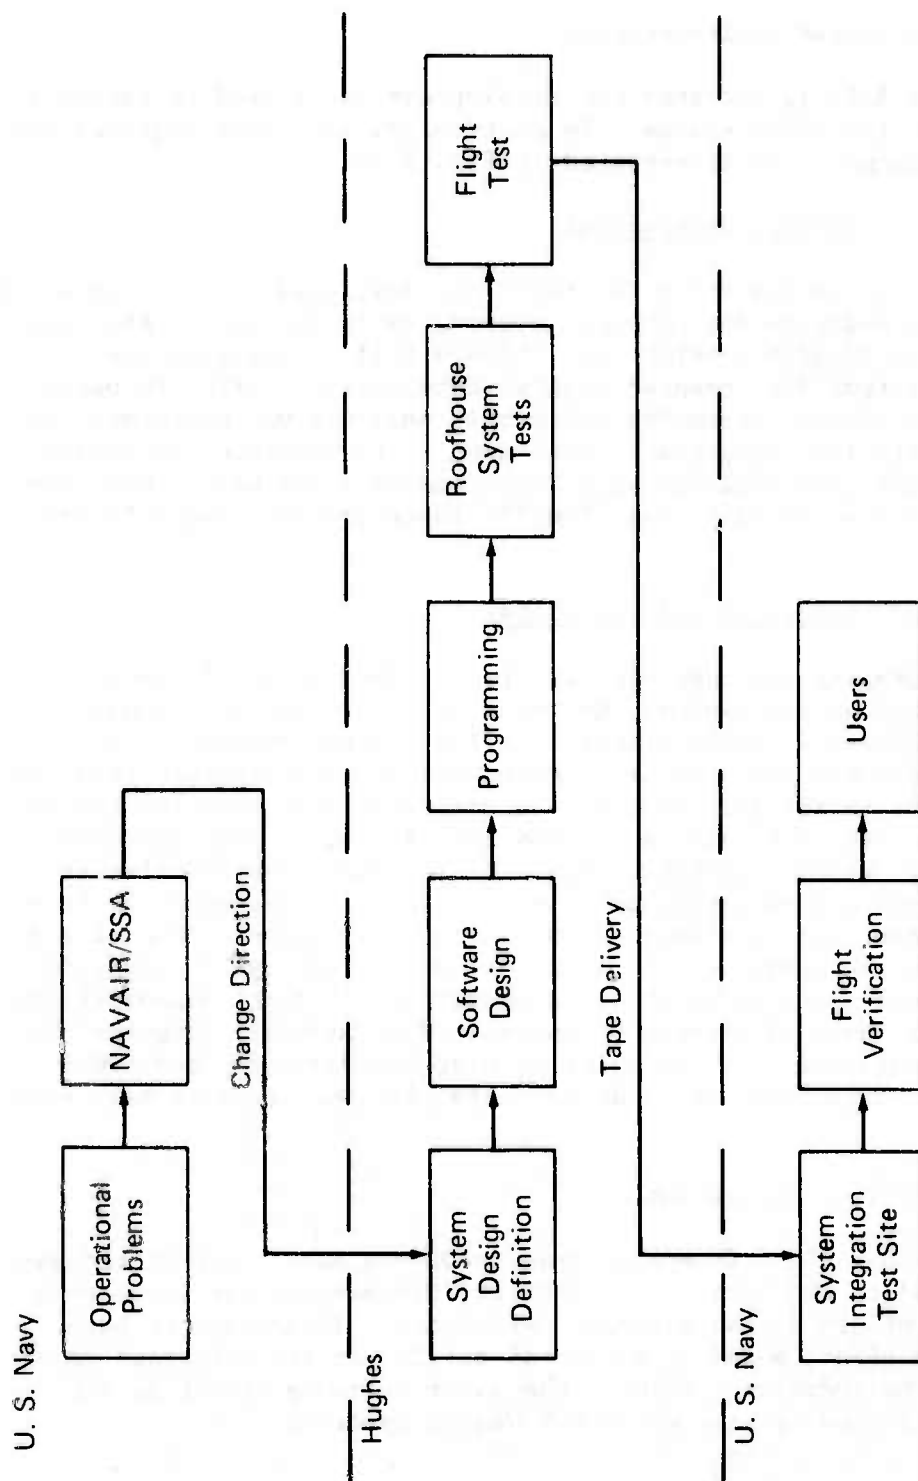 U. S. Navy
Operational
Problems
NAVAIR/SSA
Change Direction
Hughes
System
Design
Definition
Software
Design
Programming
Roofhouse
System
Tests
Flight
Test
Tape Delivery
U. S. Navy
System
Integration
Test Site
Flight
Verification
Users